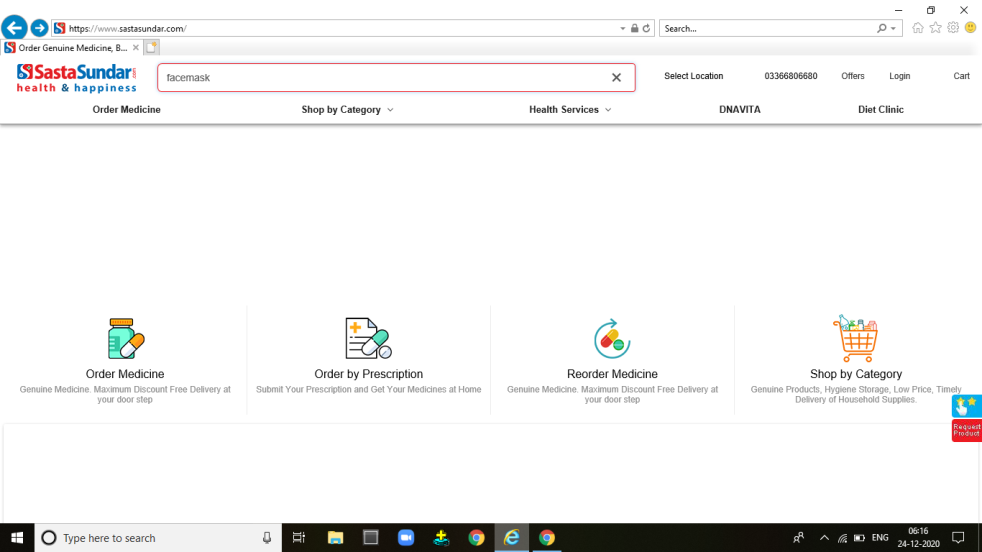 https://www.sastasundar.com/
Search...
Order Genuine Medicine, B...
SastaSundar
health & happiness
facemask
Select Location
03366806680
Offers
Login
Cart
Order Medicine
Shop by Category
Health Services
DNAVITA
Diet Clinic
Order Medicine
Genuine Medicine. Maximum Discount Free Delivery at
your door step
Order by Prescription
Submit Your Prescription and Get Your Medicines at Home
Reorder Medicine
Genuine Medicine. Maximum Discount Free Delivery at
your door step
Shop by Category
Genuine Products, Hygiene Storage, Low Price, Timely
Delivery of Household Supplies.
Request
Product
Type here to search
ENG
06:16
24-12-2020